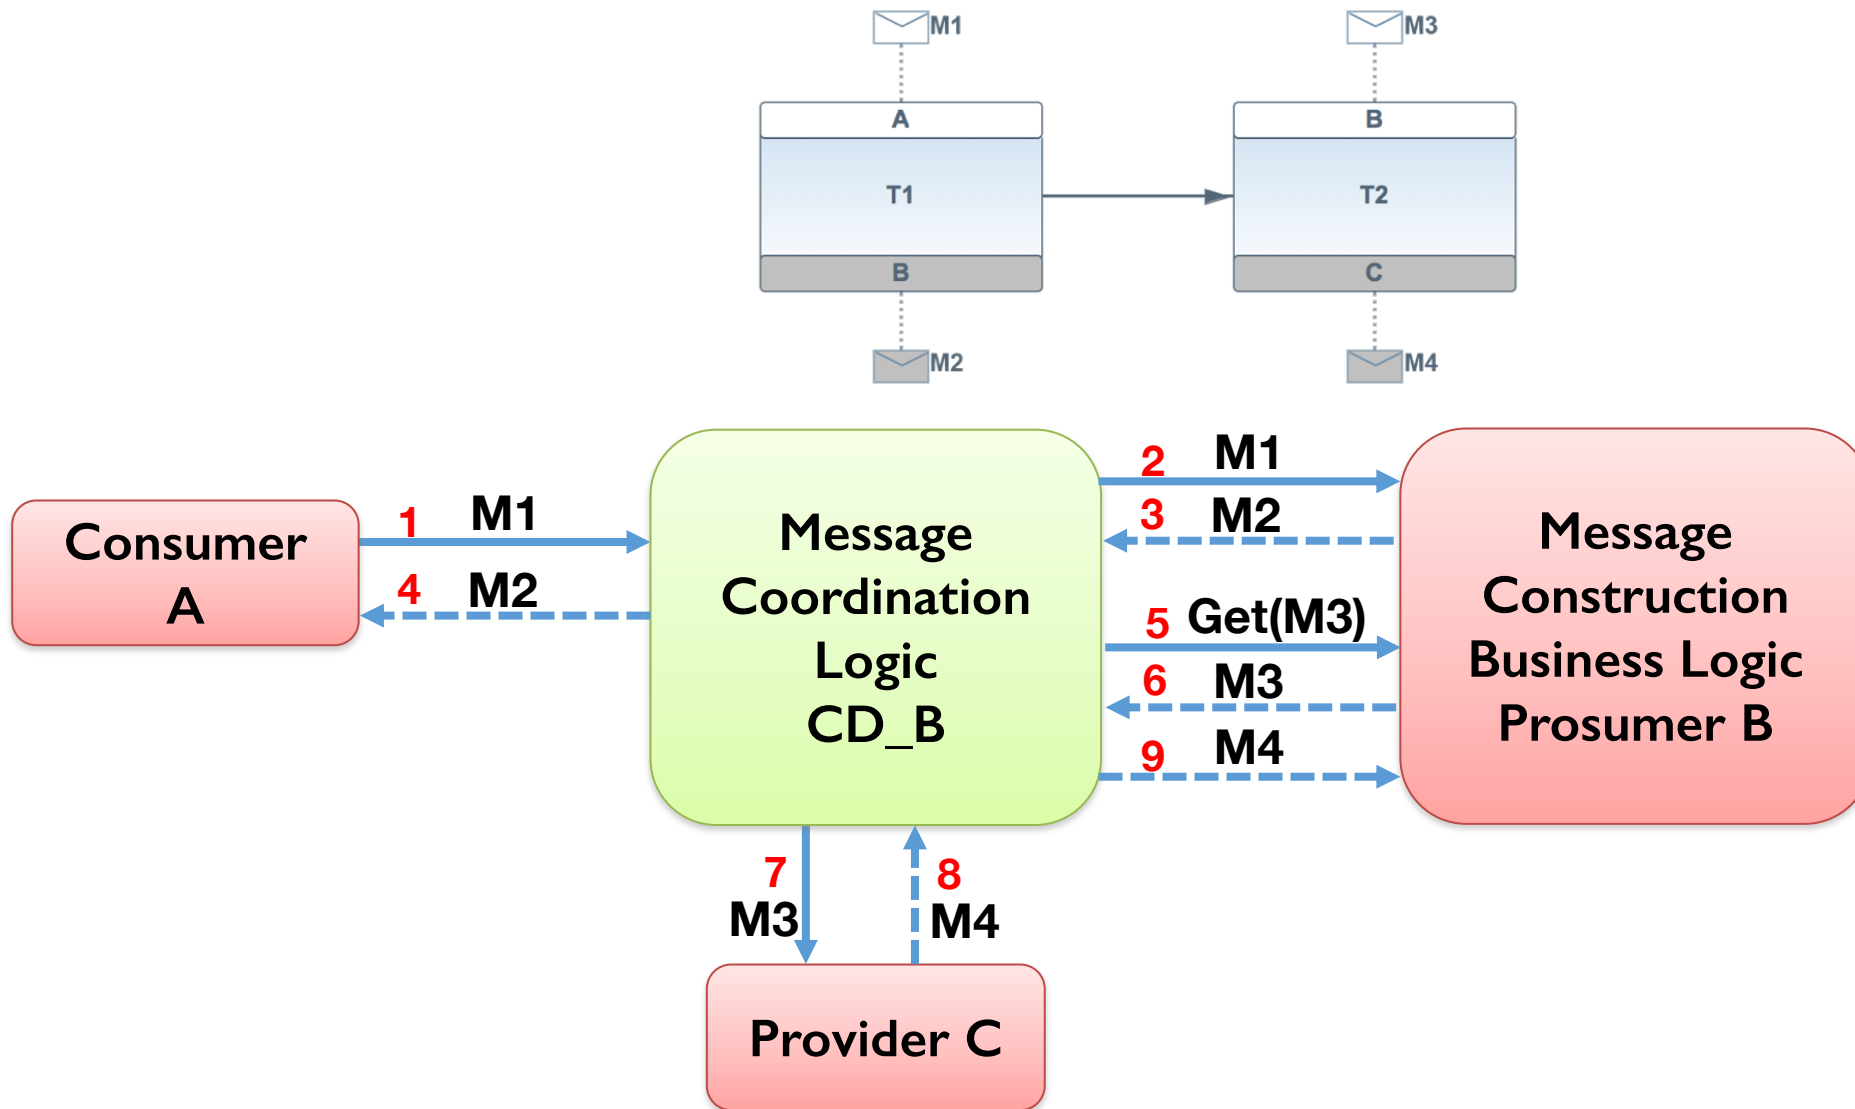 M1
M3
A
B
T1
T2
B
C
M2
M4
Consumer
A
1
M1
4
M2
Message
Coordination
Logic
CD_B
2
M1
3
M2
5
Get(M3)
6
M3
9
M4
Message
Construction
Business Logic
Prosumer B
7
M3
8
M4
Provider C